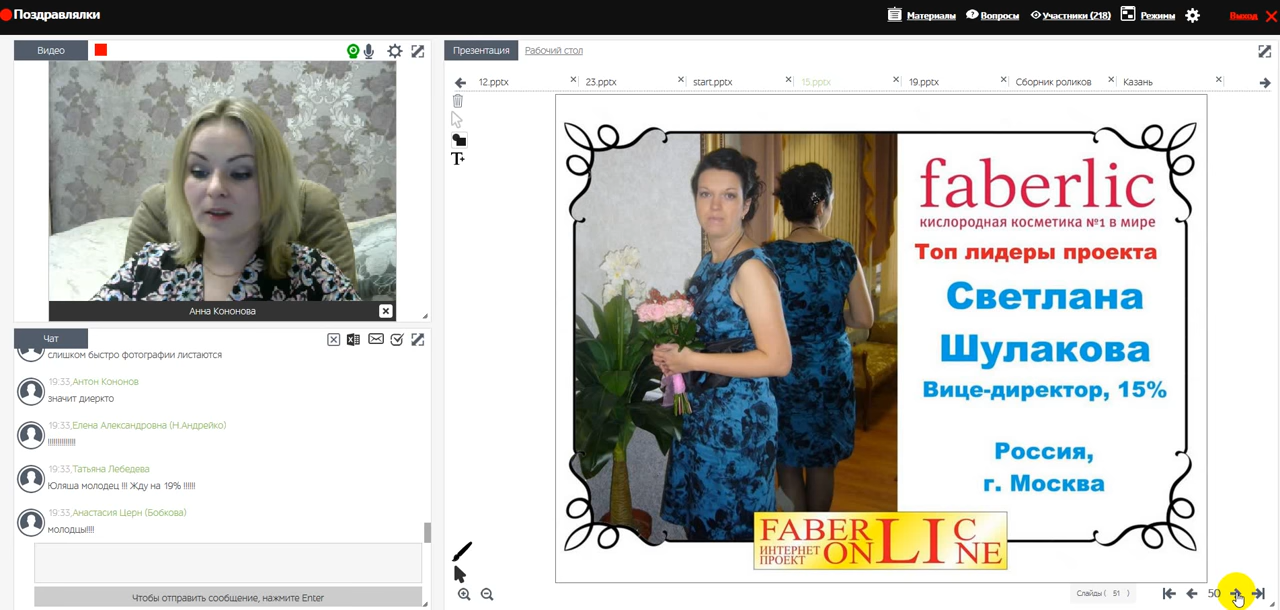 Поздравлялки
Материалы
Вопросы
Участники (218)
Режимы
Выход
Видео
Анна Кононова
Чат
слишком быстро фотографии листаются
19:33,Антон Кононов
значит диеркто
19:33,Елена Александровна (Н.Андрейко)
!!!!!!!!!!!!!!
19:33,Татьяна Лебедева
Юляша молодец !!! Жду на 19% !!!!!!
19:33,Анастасия Церн (Бобкова)
молодцы!!!!
Чтобы отправить сообщение, нажмите Enter
Презентация
Рабочий стол
12.pptx
23.pptx
start.pptx
15.pptx
19.pptx
Сборник роликов
Казань
faberlic
кислородная косметика №1 в мире
Топ лидеры проекта
Светлана
Шулакова
Вице-директор, 15%
Россия,
г. Москва
FABERLIC
ИНТЕРНЕТ
ПРОЕКТ
ONLINE
Слайды ( 51 )
50